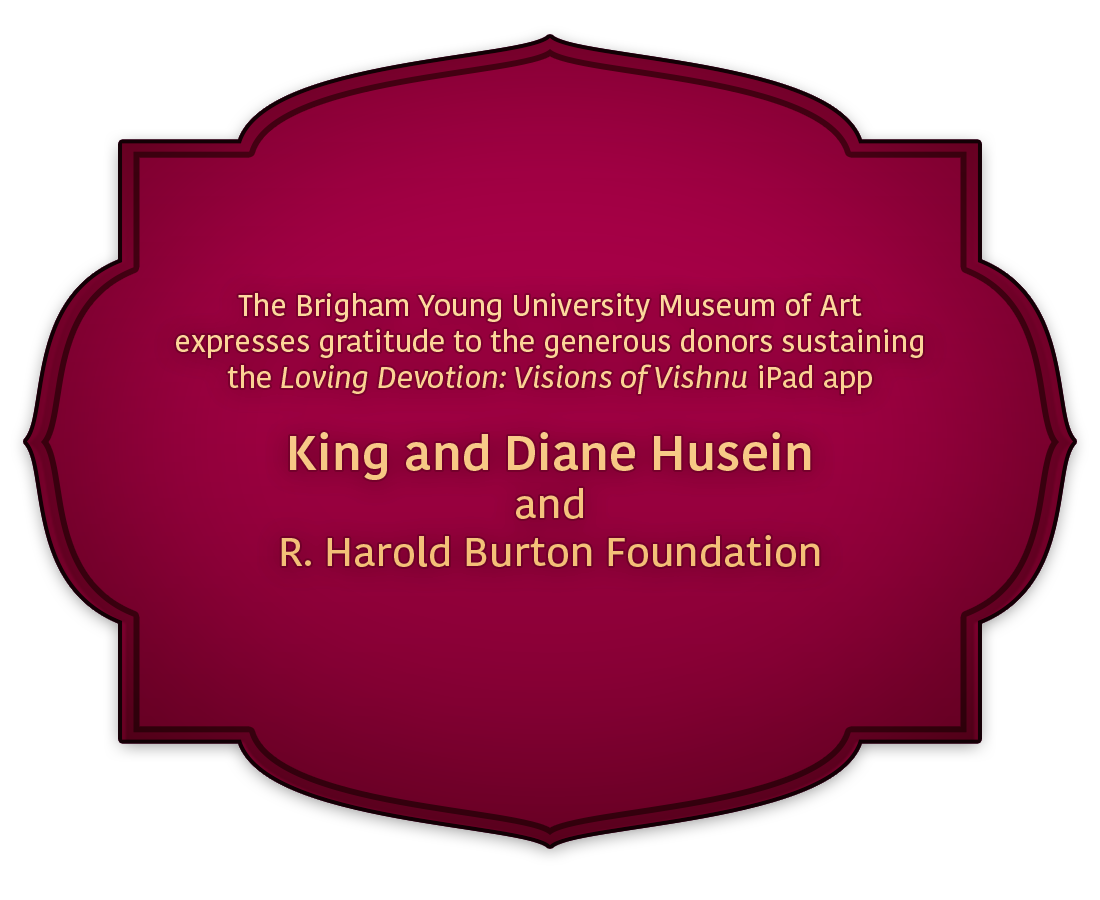 The Brigham Young University Museum of Art
expresses gratitude to the generous donors sustaining
the Loving Devotion: Visions of Vishnu iPad app
King and Diane Husein
and
R. Harold Burton Foundation